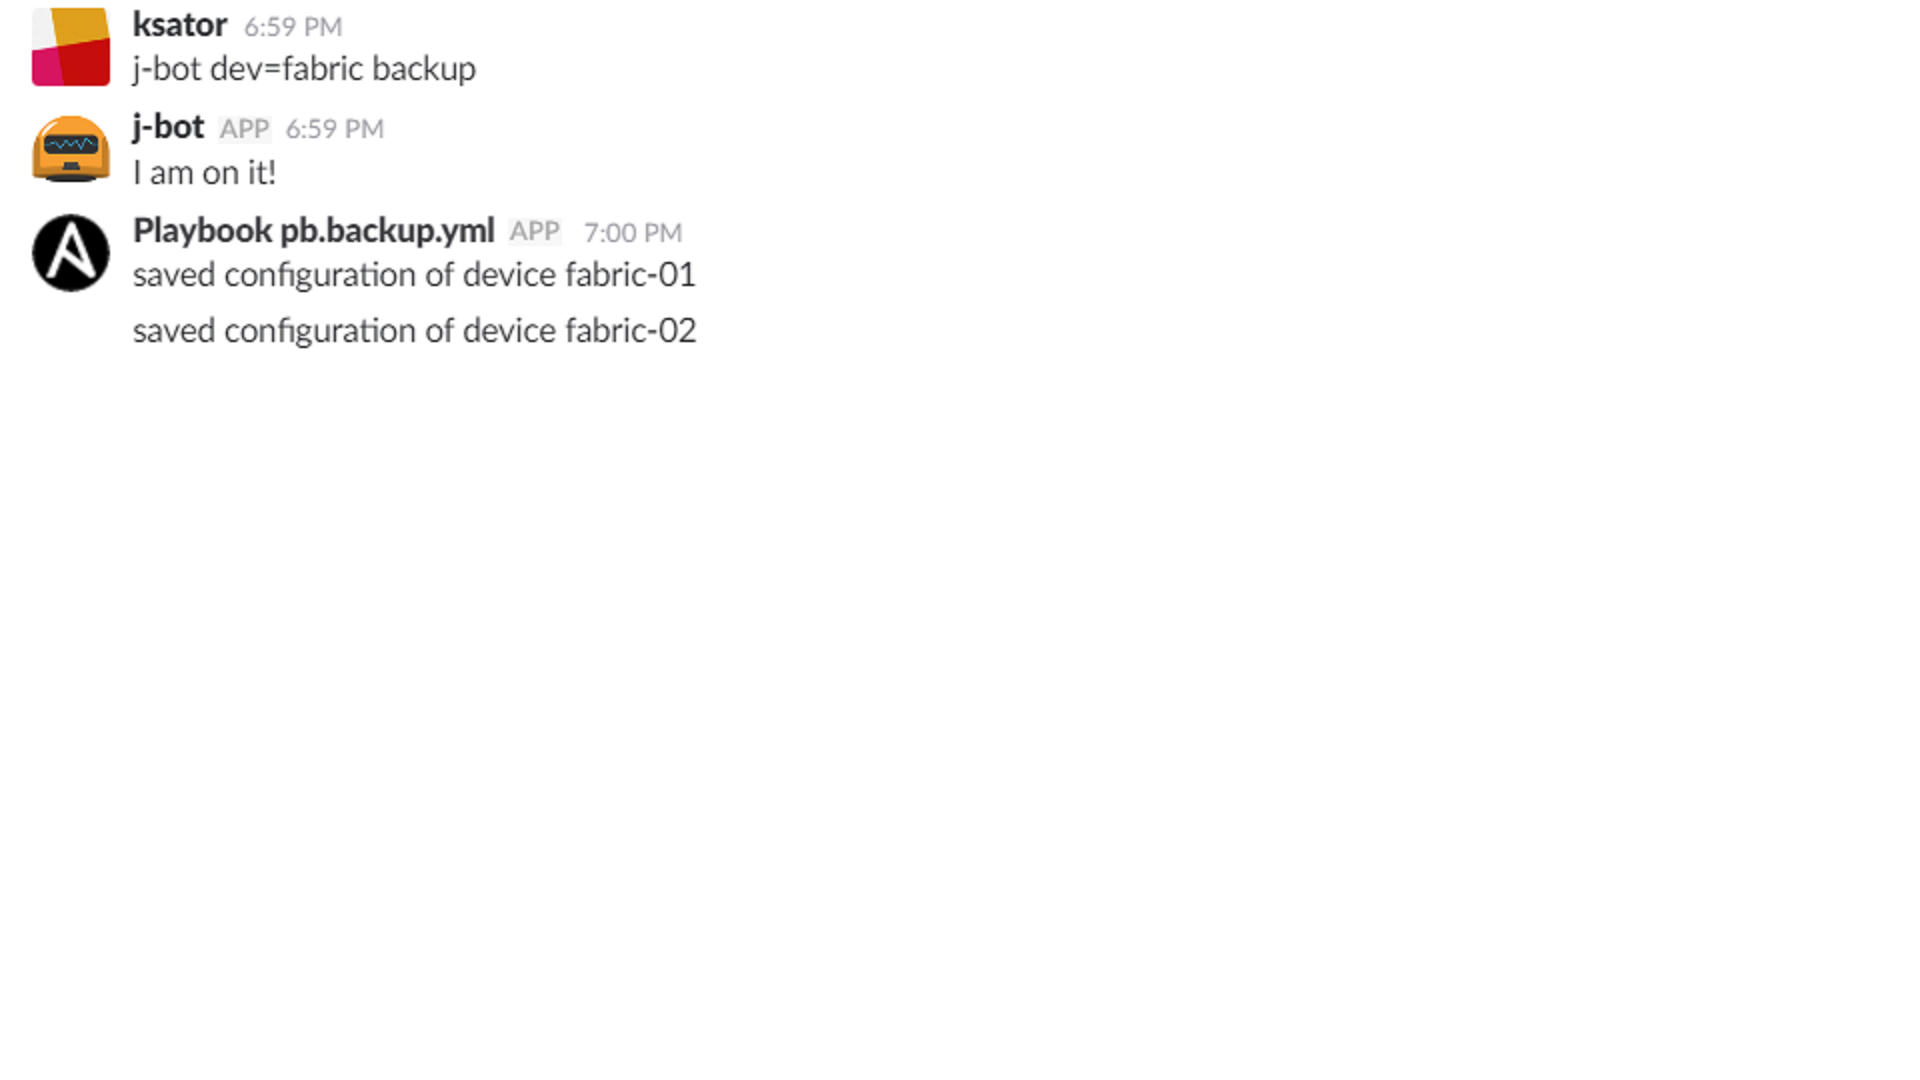 ksator 6:59 PM
j-bot dev=fabric backup
j-bot APP 6:59 PM
I am on it!
Playbook pb.backup.yml APP 7:00 PM
saved configuration of device fabric-01
saved configuration of device fabric-02